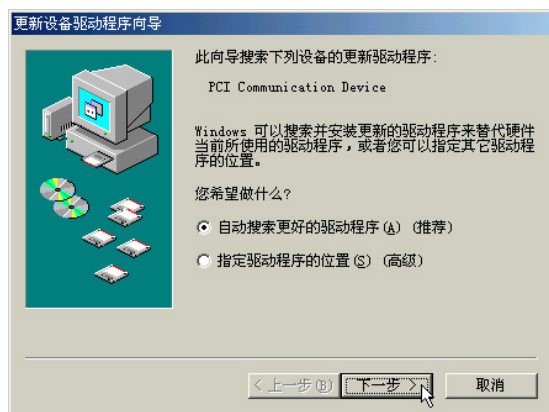 更新设备驱动程序向导
此向导搜索下列设备的更新驱动程序:
PCI Communication Device
Windows 可以搜索并安装更新的驱动程序来替代硬件
当前所使用的驱动程序，或者您可以指定其它驱动程
序的位置。
您希望做什么?
自动搜索更好的驱动程序(A) (推荐)
指定驱动程序的位置(S) (高级)
< 上一步(B) 下一步 > 取消